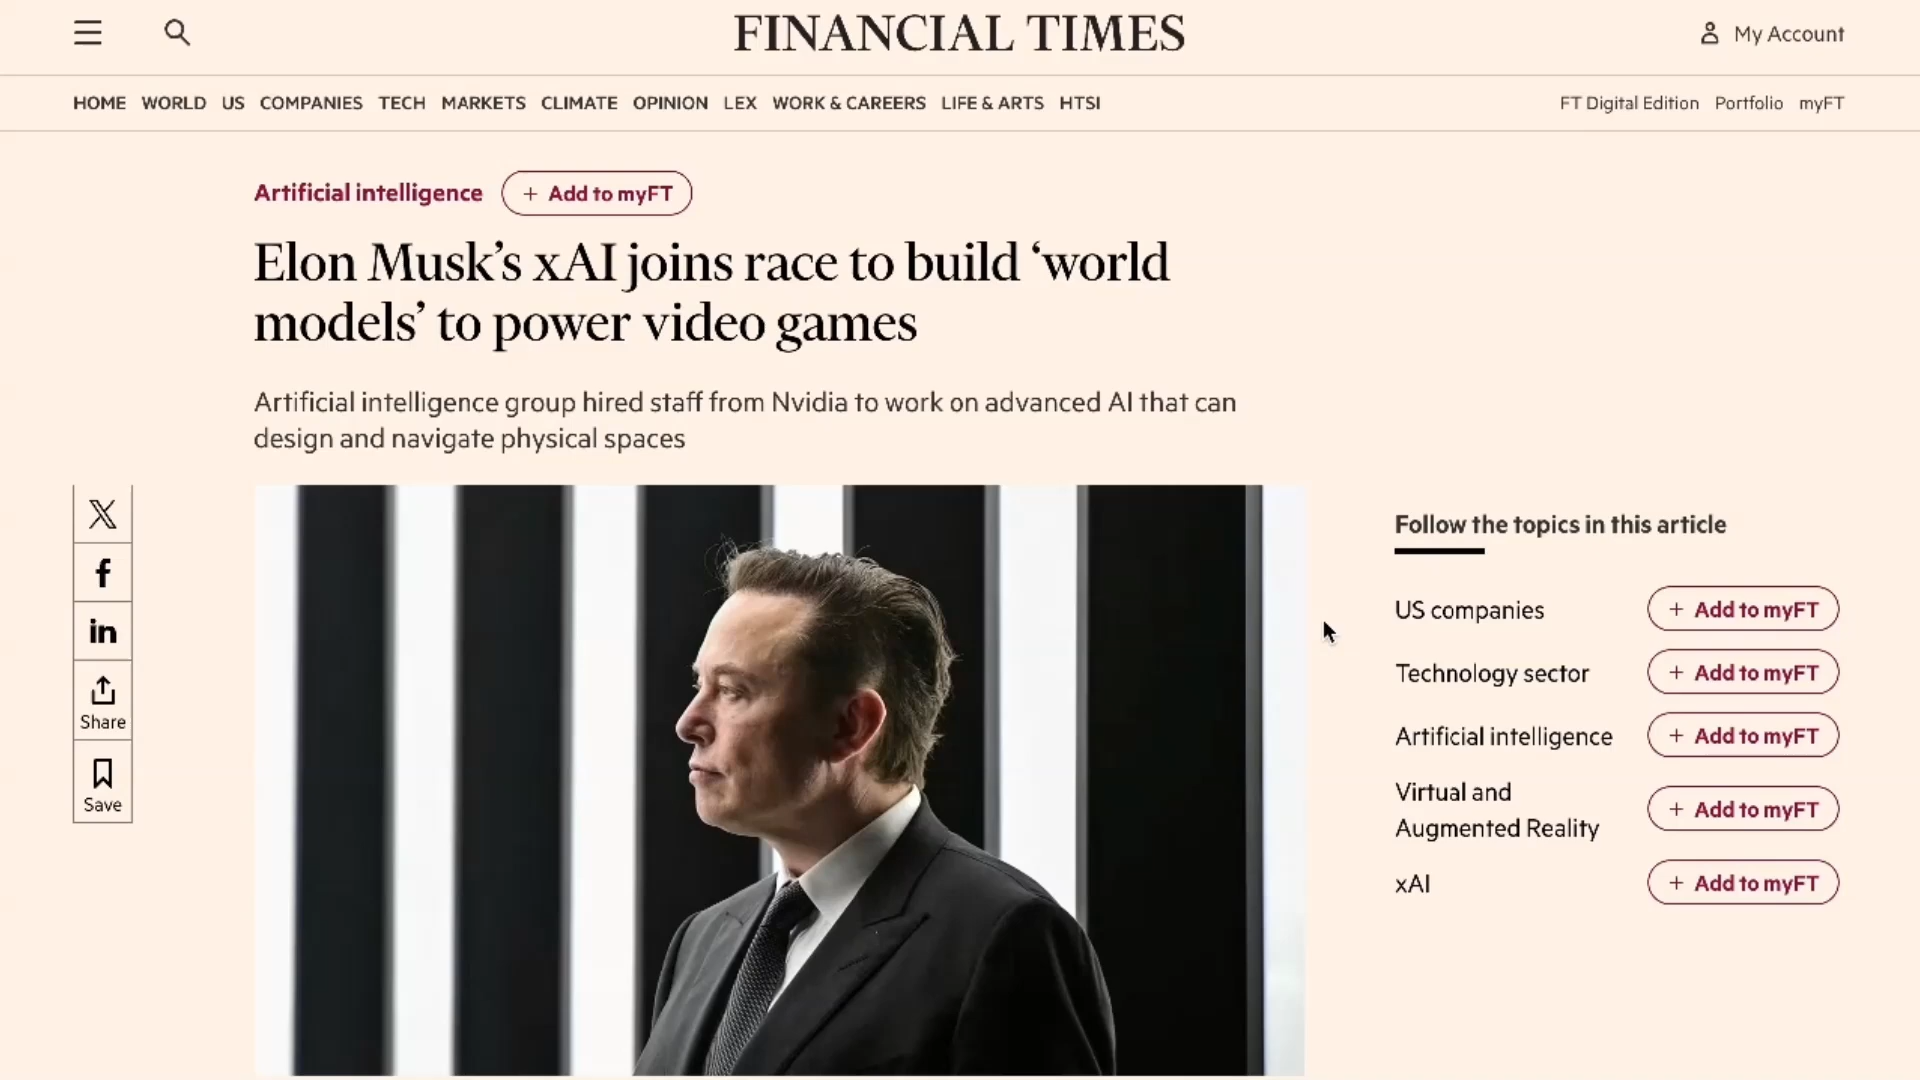 FINANCIAL TIMES
My Account
HOME WORLD US COMPANIES TECH MARKETS CLIMATE OPINION LEX WORK & CAREERS LIFE & ARTS HTSI
FT Digital Edition Portfolio myFT
Artificial intelligence
+ Add to myFT
Elon Musk’s xAI joins race to build ‘world
models’ to power video games
Artificial intelligence group hired staff from Nvidia to work on advanced AI that can
design and navigate physical spaces
X
f
in
Share
Save
Follow the topics in this article
US companies
+ Add to myFT
Technology sector
+ Add to myFT
Artificial intelligence
+ Add to myFT
Virtual and
Augmented Reality
+ Add to myFT
xAI
+ Add to myFT